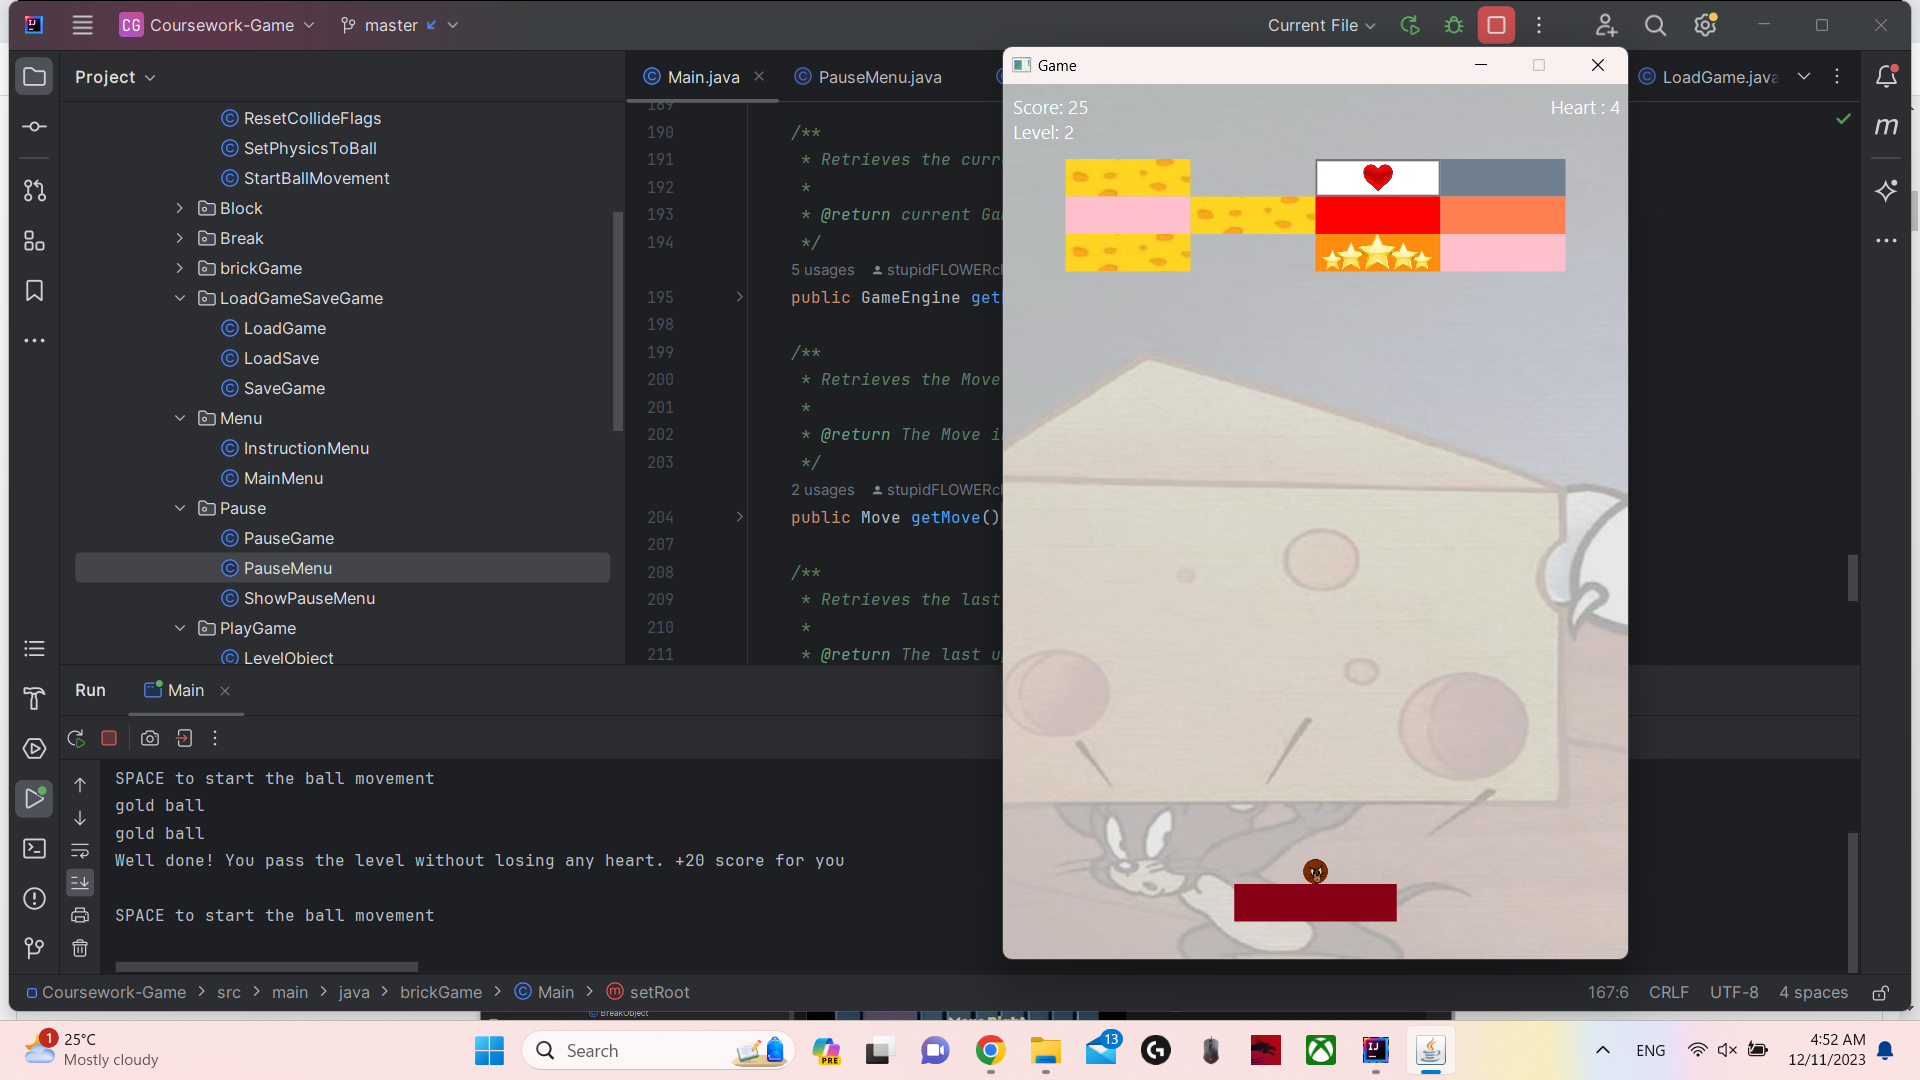 CG Coursework-Game master Current File
Project
ResetCollideFlags
SetPhysicsToBall
StartBallMovement
Block
Break
brickGame
LoadGameSaveGame
LoadGame
LoadSave
SaveGame
Menu
InstructionMenu
MainMenu
Pause
PauseGame
PauseMenu
ShowPauseMenu
PlayGame
LevelObject
Main.java PauseMenu.java LoadGame.java
189
190 /**
191 * Retrieves the curr
192 *
193 * @return current Ga
194 */
5 usages stupidFLOWERc
195 public GameEngine get
198
199 /**
200 * Retrieves the Move
201 *
202 * @return The Move i
203 */
2 usages stupidFLOWERc
204 public Move getMove()
207
208 /**
209 * Retrieves the last
210 *
211 * @return The last u
Game
Score: 25 Heart : 4
Level: 2
Run Main
SPACE to start the ball movement
gold ball
gold ball
Well done! You pass the level without losing any heart. +20 score for you
SPACE to start the ball movement
Coursework-Game > src > main > java > brickGame > Main > setRoot 167:6 CRLF UTF-8 4 spaces
BreakObject
1 25°C
Mostly cloudy
Search
PRE
13
ENG
4:52 AM
12/11/2023